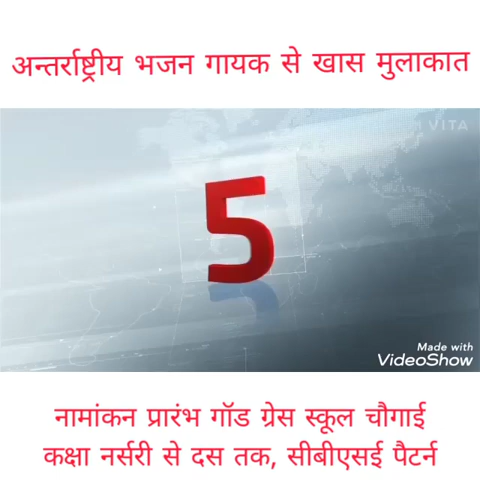 अन्तर्राष्ट्रीय भजन गायक से खास मुलाकात
VITA
5
Made with
VideoShow
नामांकन प्रारंभ गॉड ग्रेस स्कूल चौगाई
कक्षा नर्सरी से दस तक, सीबीएसई पैटर्न